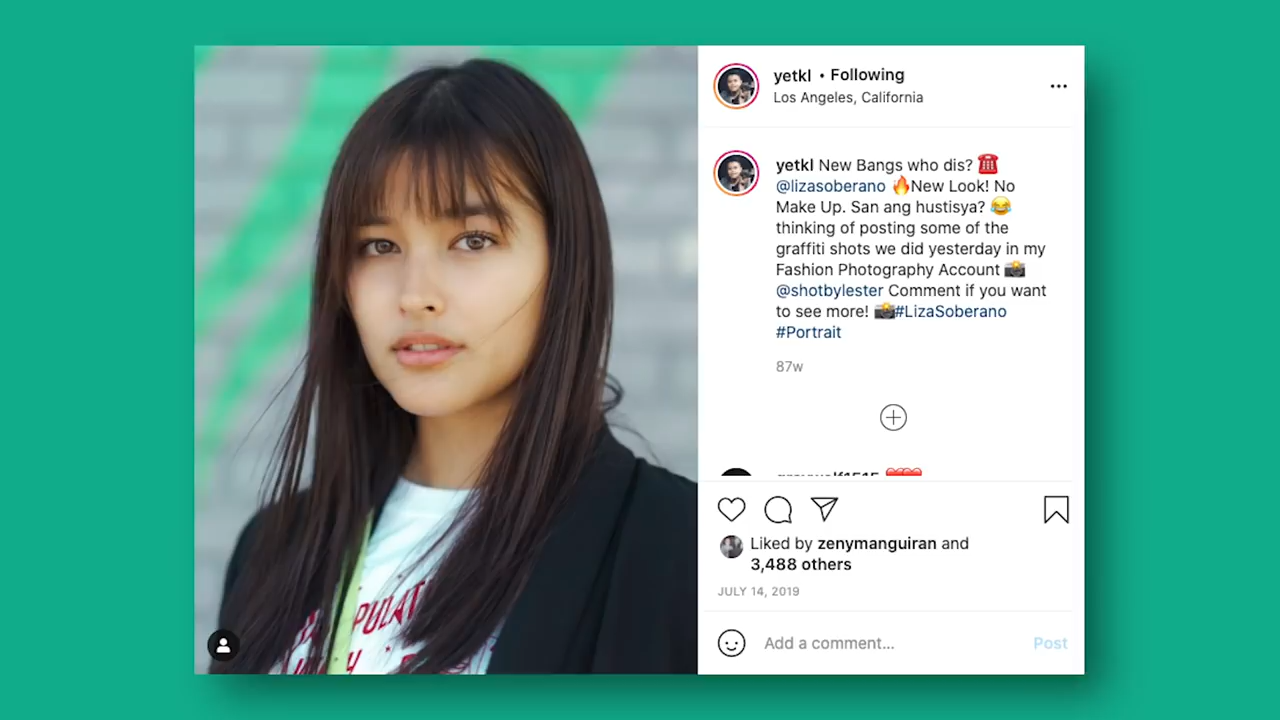 yetkl • Following
Los Angeles, California
yetkl New Bangs who dis? ☎️
@lizasoberano 🔥New Look! No
Make Up. San ang hustisya? 😂
thinking of posting some of the
graffiti shots we did yesterday in my
Fashion Photography Account 📸
@shotbylester Comment if you want
to see more! 📸#LizaSoberano
#Portrait
87w
Liked by zenymanguiran and
3,488 others
JULY 14, 2019
Add a comment...
Post